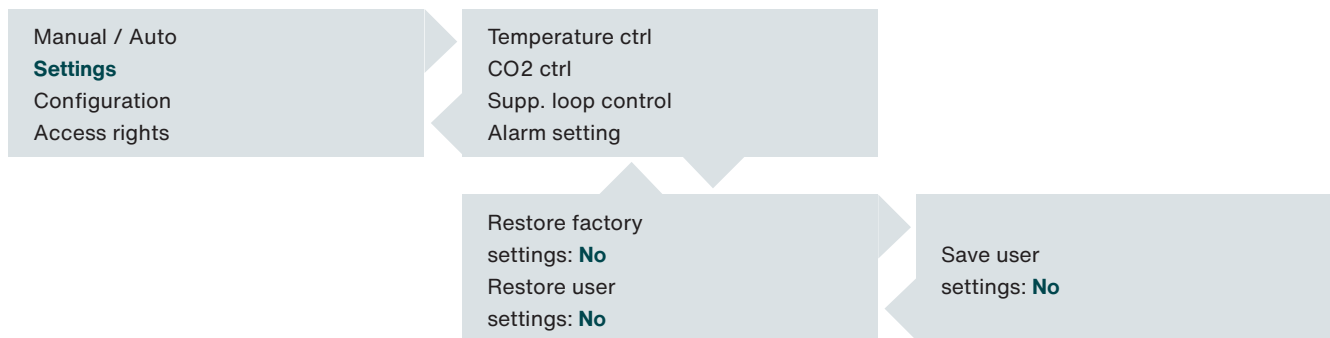 Manual / Auto
Settings
Configuration
Access rights
Temperature ctrl
CO2 ctrl
Supp. loop control
Alarm setting
Restore factory
settings: No
Restore user
settings: No
Save user
settings: No